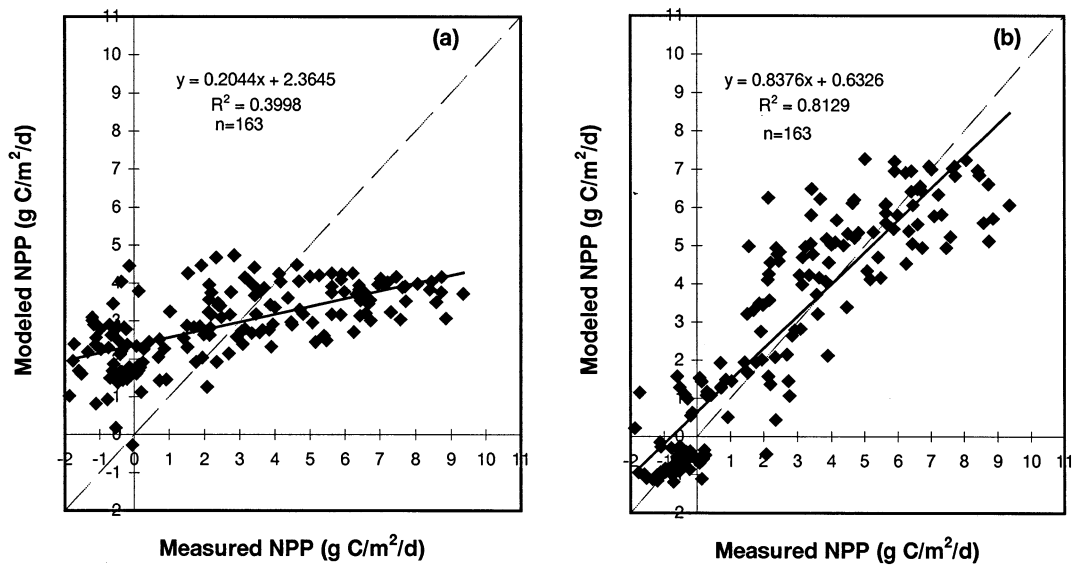 (a)
y = 0.2044x + 2.3645
R² = 0.3998
n=163
11
10
9
8
7
6
5
4
3
2
1
0
-1
2
-2 -1 0 1 2 3 4 5 6 7 8 9 10 11
Modeled NPP (g C/m²/d)
Measured NPP (g C/m²/d)
(b)
y = 0.8376x + 0.6326
R² = 0.8129
n=163
11
10
9
8
7
6
5
4
3
2
1
0
2
-2 1 2 3 4 5 6 7 8 9 10 11
Modeled NPP (g C/m²/d)
Measured NPP (g C/m²/d)